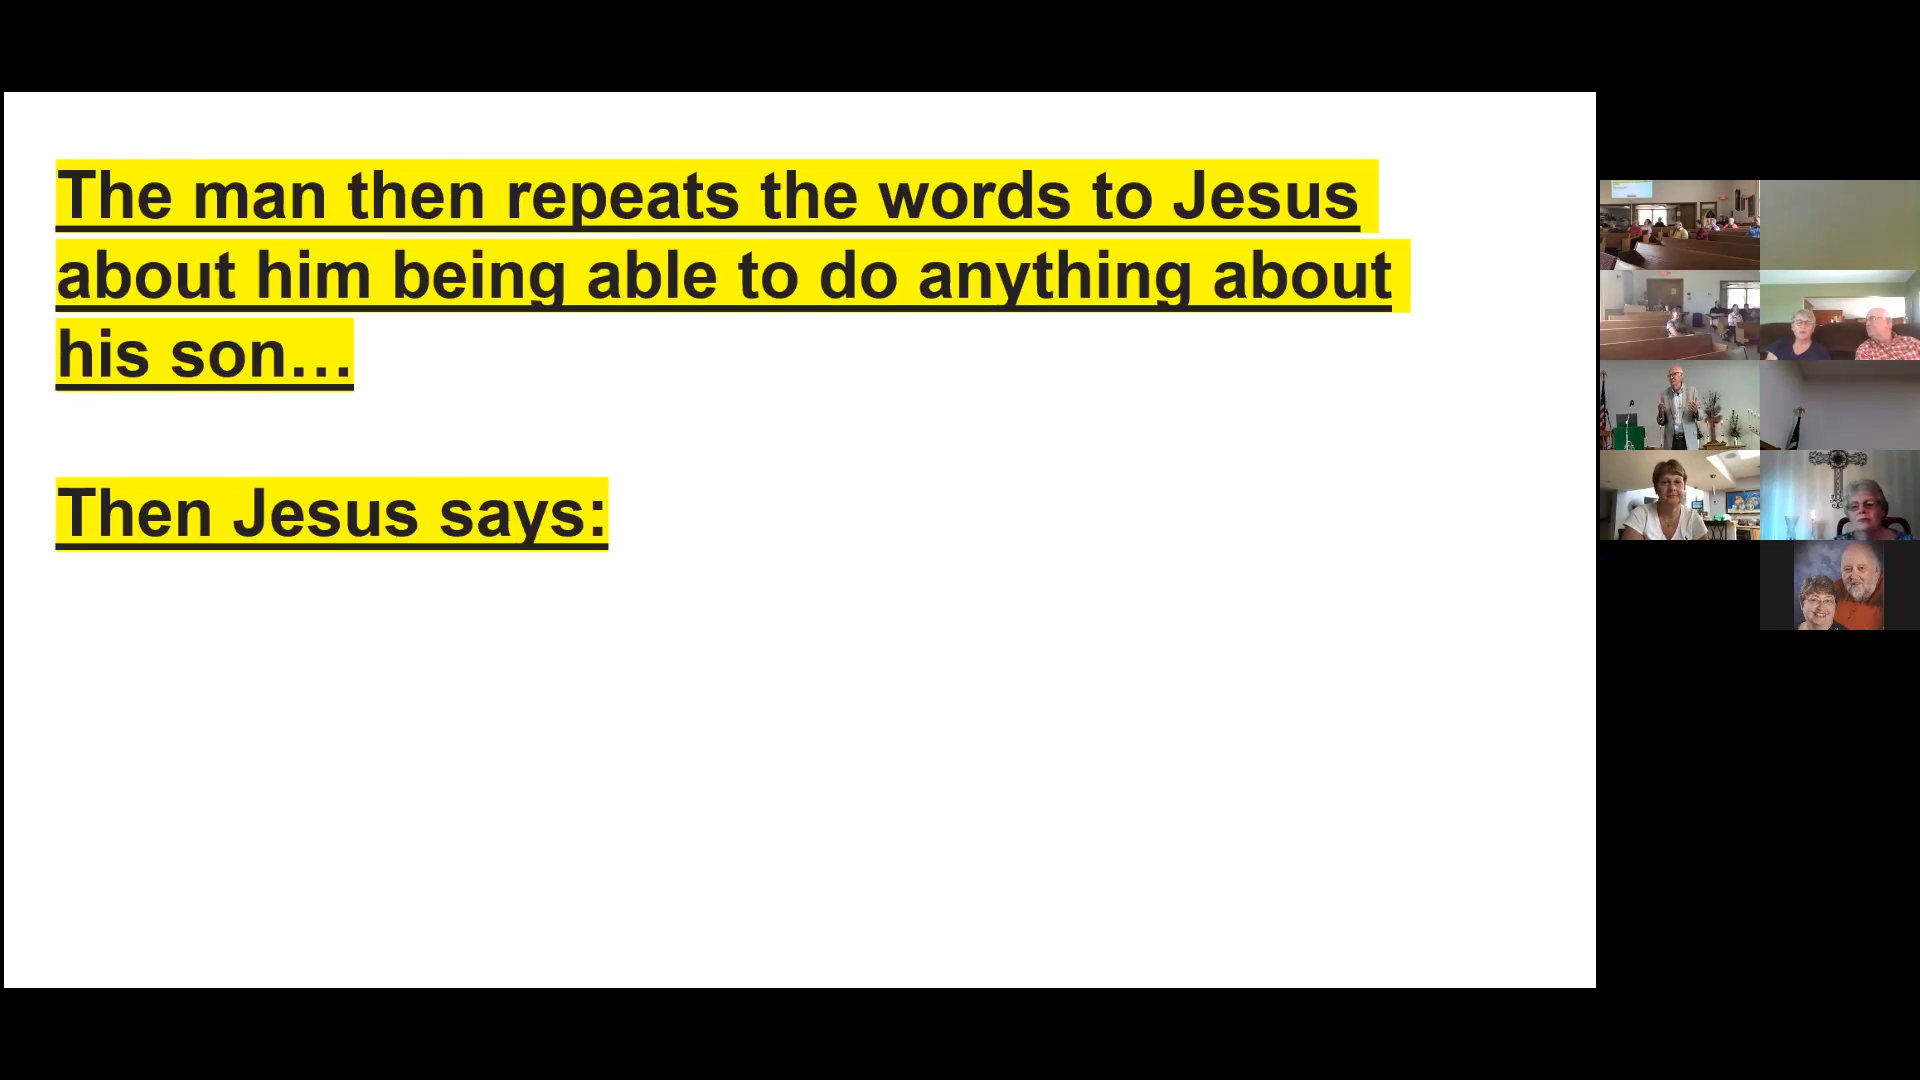 The man then repeats the words to Jesus
about him being able to do anything about
his son…
Then Jesus says: